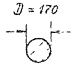 D = 170